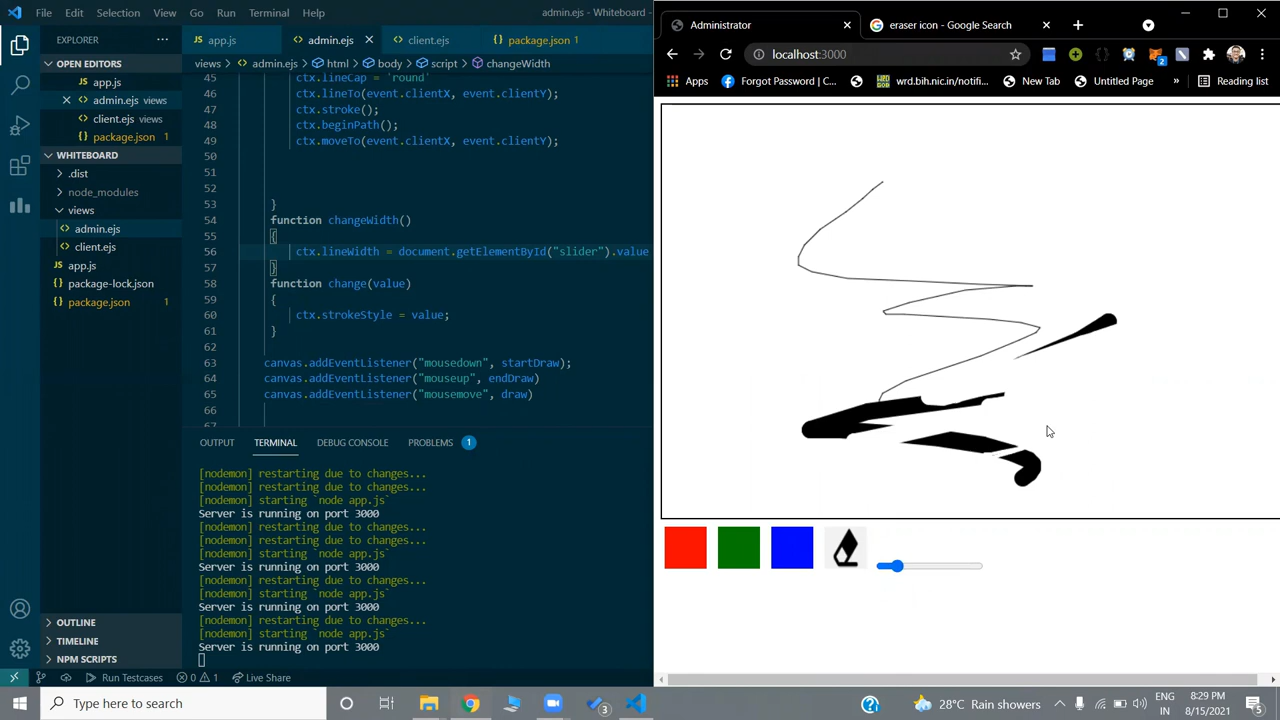 File Edit Selection View Go Run Terminal Help admin.ejs - Whiteboard
EXPLORER
OPEN EDITORS
app.js
admin.ejs views
client.ejs views
package.json 1
WHITEBOARD
.dist
node_modules
views
admin.ejs
client.ejs
app.js
package-lock.json
package.json 1
OUTLINE
TIMELINE
NPM SCRIPTS
app.js admin.ejs client.ejs package.json 1
views > admin.ejs > html > body > script > changeWidth
45 ctx.lineCap = 'round'
46 ctx.lineTo(event.clientX, event.clientY);
47 ctx.stroke();
48 ctx.beginPath();
49 ctx.moveTo(event.clientX, event.clientY);
50
51
52
53 }
54 function changeWidth()
55 {
56 ctx.lineWidth = document.getElementById("slider").value
57 }
58 function change(value)
59 {
60 ctx.strokeStyle = value;
61 }
62
63 canvas.addEventListener("mousedown", startDraw);
64 canvas.addEventListener("mouseup", endDraw)
65 canvas.addEventListener("mousemove", draw)
66
67
OUTPUT TERMINAL DEBUG CONSOLE PROBLEMS 1
[nodemon] restarting due to changes...
[nodemon] restarting due to changes...
[nodemon] starting `node app.js`
Server is running on port 3000
[nodemon] restarting due to changes...
[nodemon] restarting due to changes...
[nodemon] starting `node app.js`
Server is running on port 3000
[nodemon] restarting due to changes...
[nodemon] starting `node app.js`
Server is running on port 3000
[nodemon] restarting due to changes...
[nodemon] starting `node app.js`
Server is running on port 3000
Run Testcases 0 1 Live Share
Administrator eraser icon - Google Search
localhost:3000
2
Apps Forgot Password | C... wrd.bih.nic.in/notifi... New Tab Untitled Page » Reading list
Type here to search
3
28°C Rain showers
ENG
IN
8:29 PM
8/15/2021
5